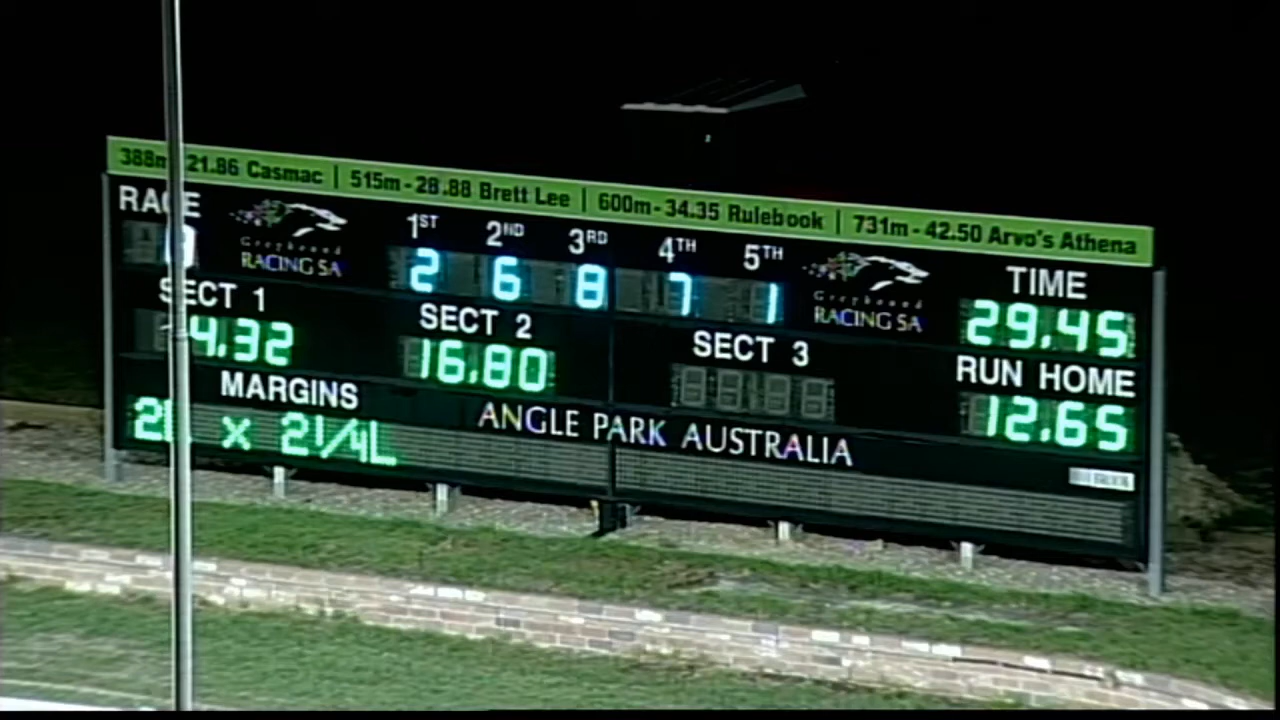 388m-21.86 Casmac | 515m-28.88 Brett Lee | 600m-34.35 Rulebook | 731m-42.50 Arvo's Athena
RACE
Greyhound
RACING SA
1ST 2ND 3RD 4TH 5TH
2 6 8 7 1
Greyhound
RACING SA
TIME
29.45
SECT 1
4.32
SECT 2
16.80
SECT 3
RUN HOME
12.65
MARGINS
x 2 1/4L
ANGLE PARK AUSTRALIA